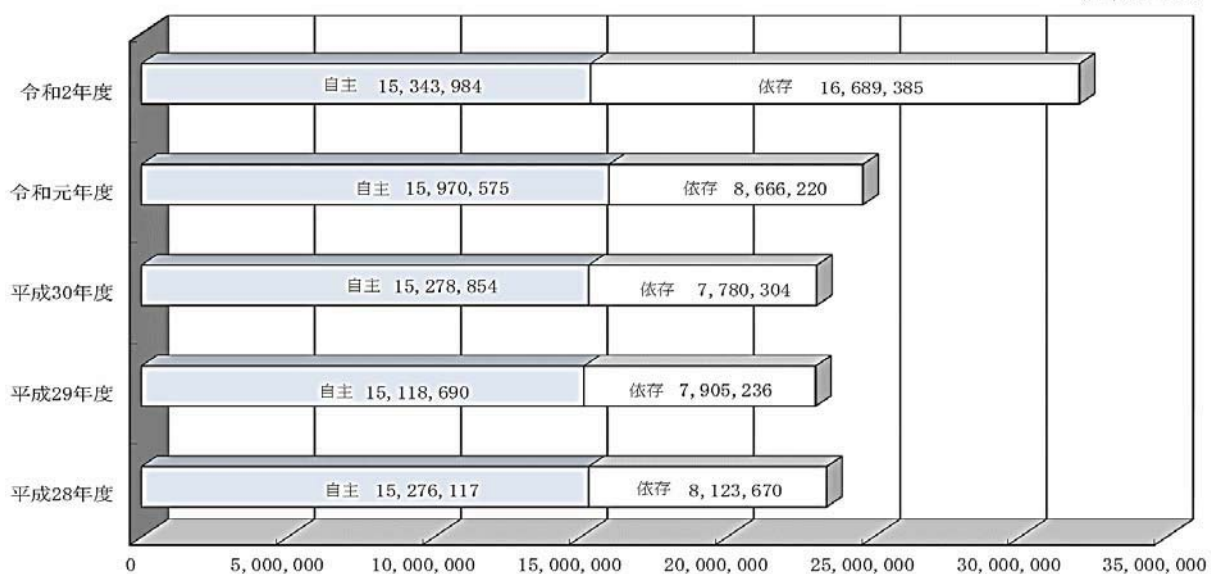 令和2年度 自主 15,343,984 依存 16,689,385
令和元年度 自主 15,970,575 依存 8,666,220
平成30年度 自主 15,278,854 依存 7,780,304
平成29年度 自主 15,118,690 依存 7,905,236
平成28年度 自主 15,276,117 依存 8,123,670
0 5,000,000 10,000,000 15,000,000 20,000,000 25,000,000 30,000,000 35,000,000